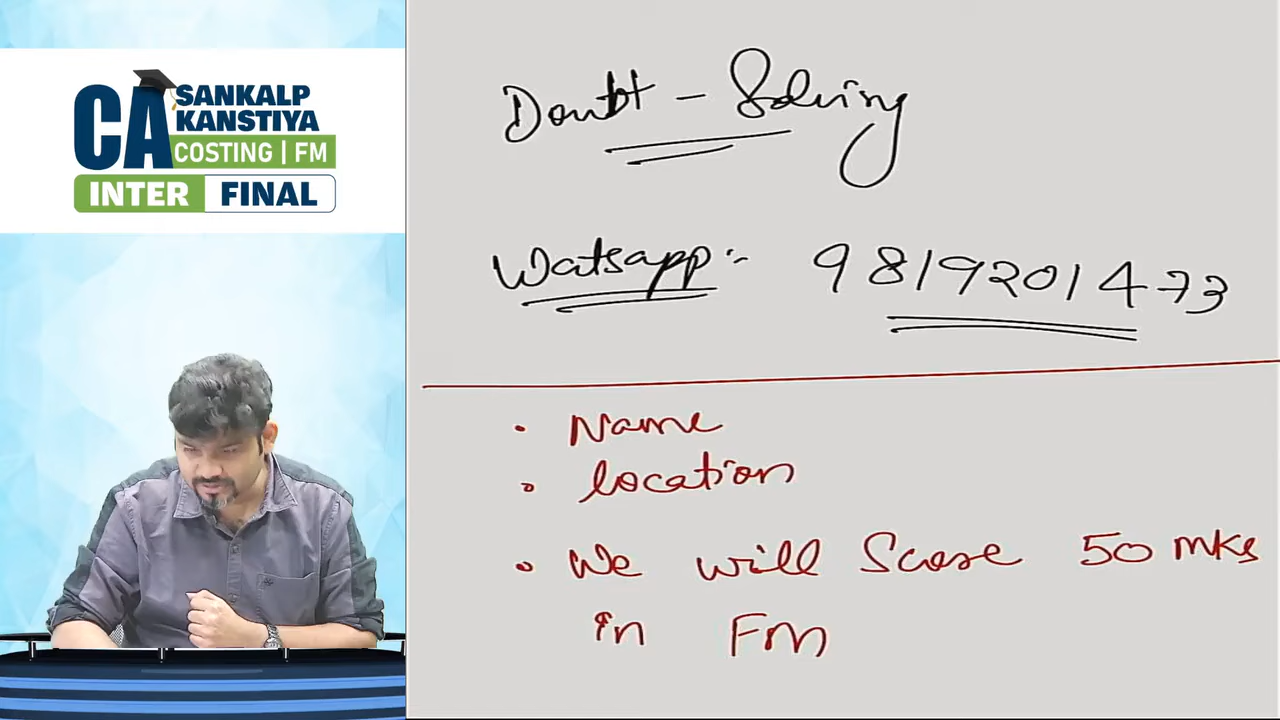 CA SANKALP
KANSTIYA
COSTING | FM
INTER FINAL
Doubt - Solving
Watsapp :- 9819201473
• Name
• location
• We will Score 50 mks
in Fm